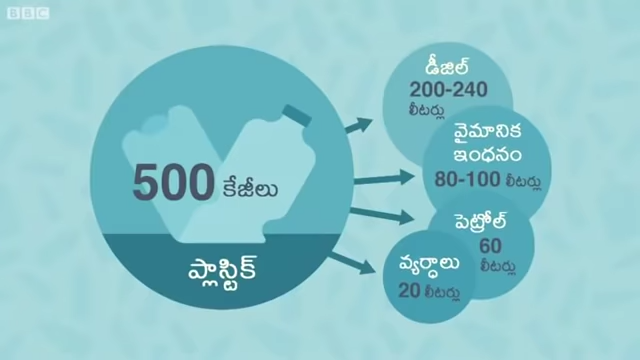 BBC
500 కేజీలు
ప్లాస్టిక్
డీజిల్
200-240
లీటర్లు
వైమానిక
ఇంధనం
80-100 లీటర్లు
పెట్రోల్
60
లీటర్లు
వ్యర్థాలు
20 లీటర్లు